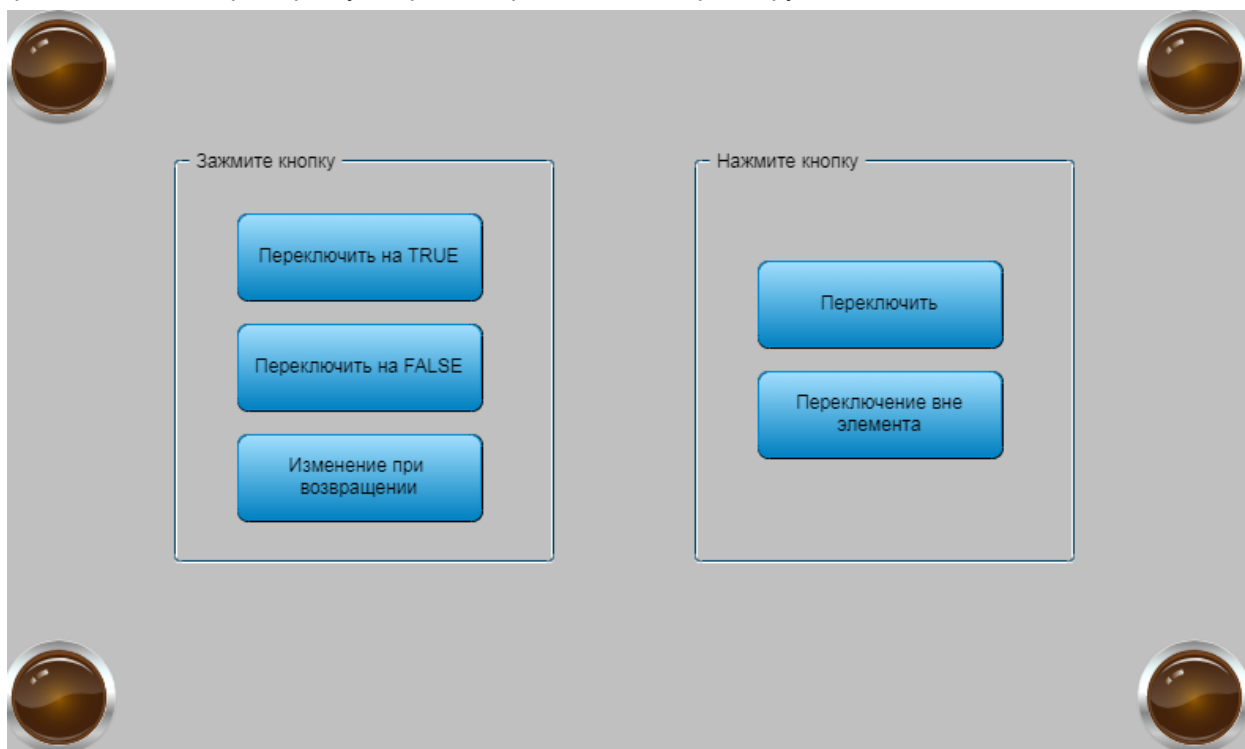 Зажмите кнопку
Переключить на TRUE
Переключить на FALSE
Изменение при
возвращении
Нажмите кнопку
Переключить
Переключение вне
элемента